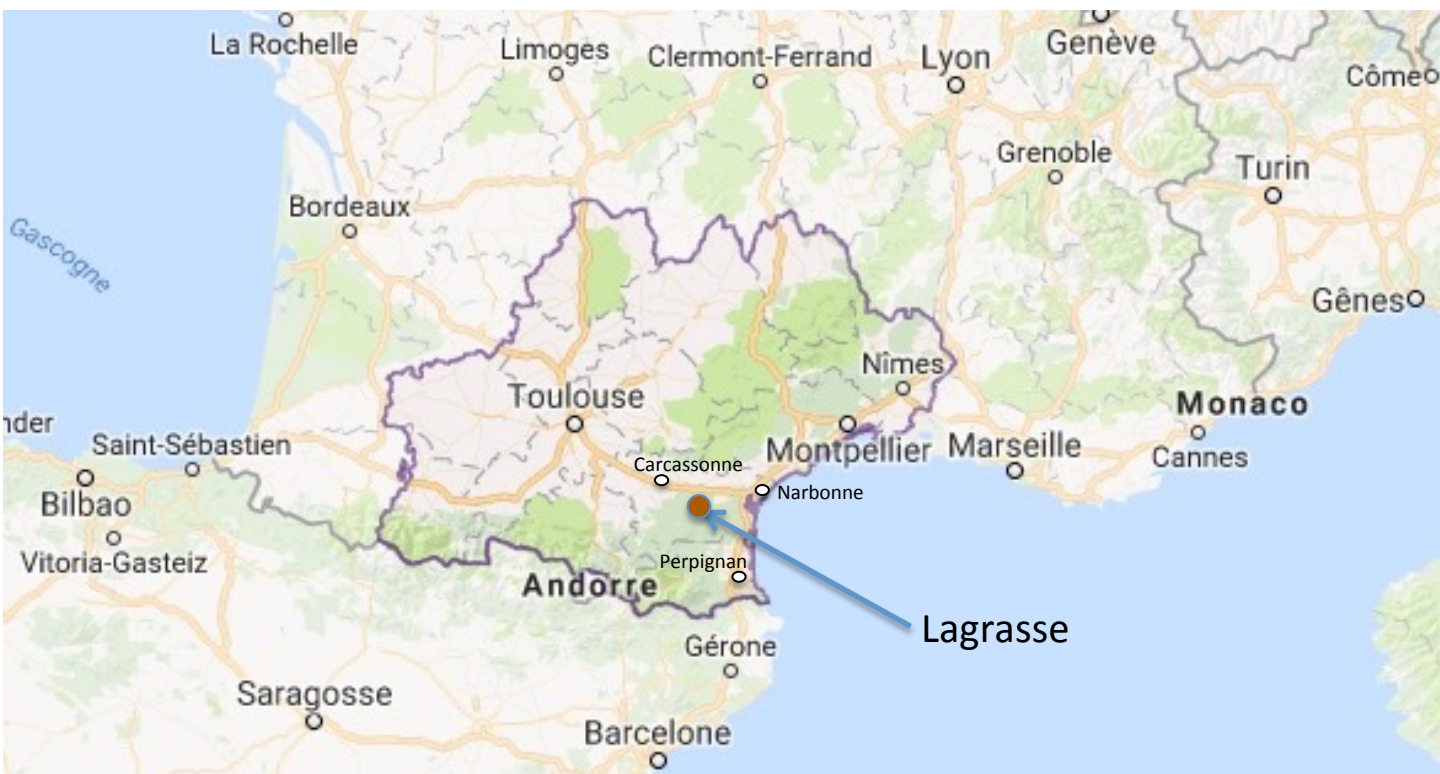 La Rochelle
Limoges
Clermont-Ferrand
Lyon
Genève
Côme
Grenoble
Turin
Bordeaux
Gascogne
Gênes
Nîmes
Toulouse
Monaco
nder
Saint-Sébastien
Montpellier
Marseille
Cannes
Carcassonne
Narbonne
Bilbao
Vitoria-Gasteiz
Perpignan
Andorre
Lagrasse
Gérone
Saragosse
Barcelone